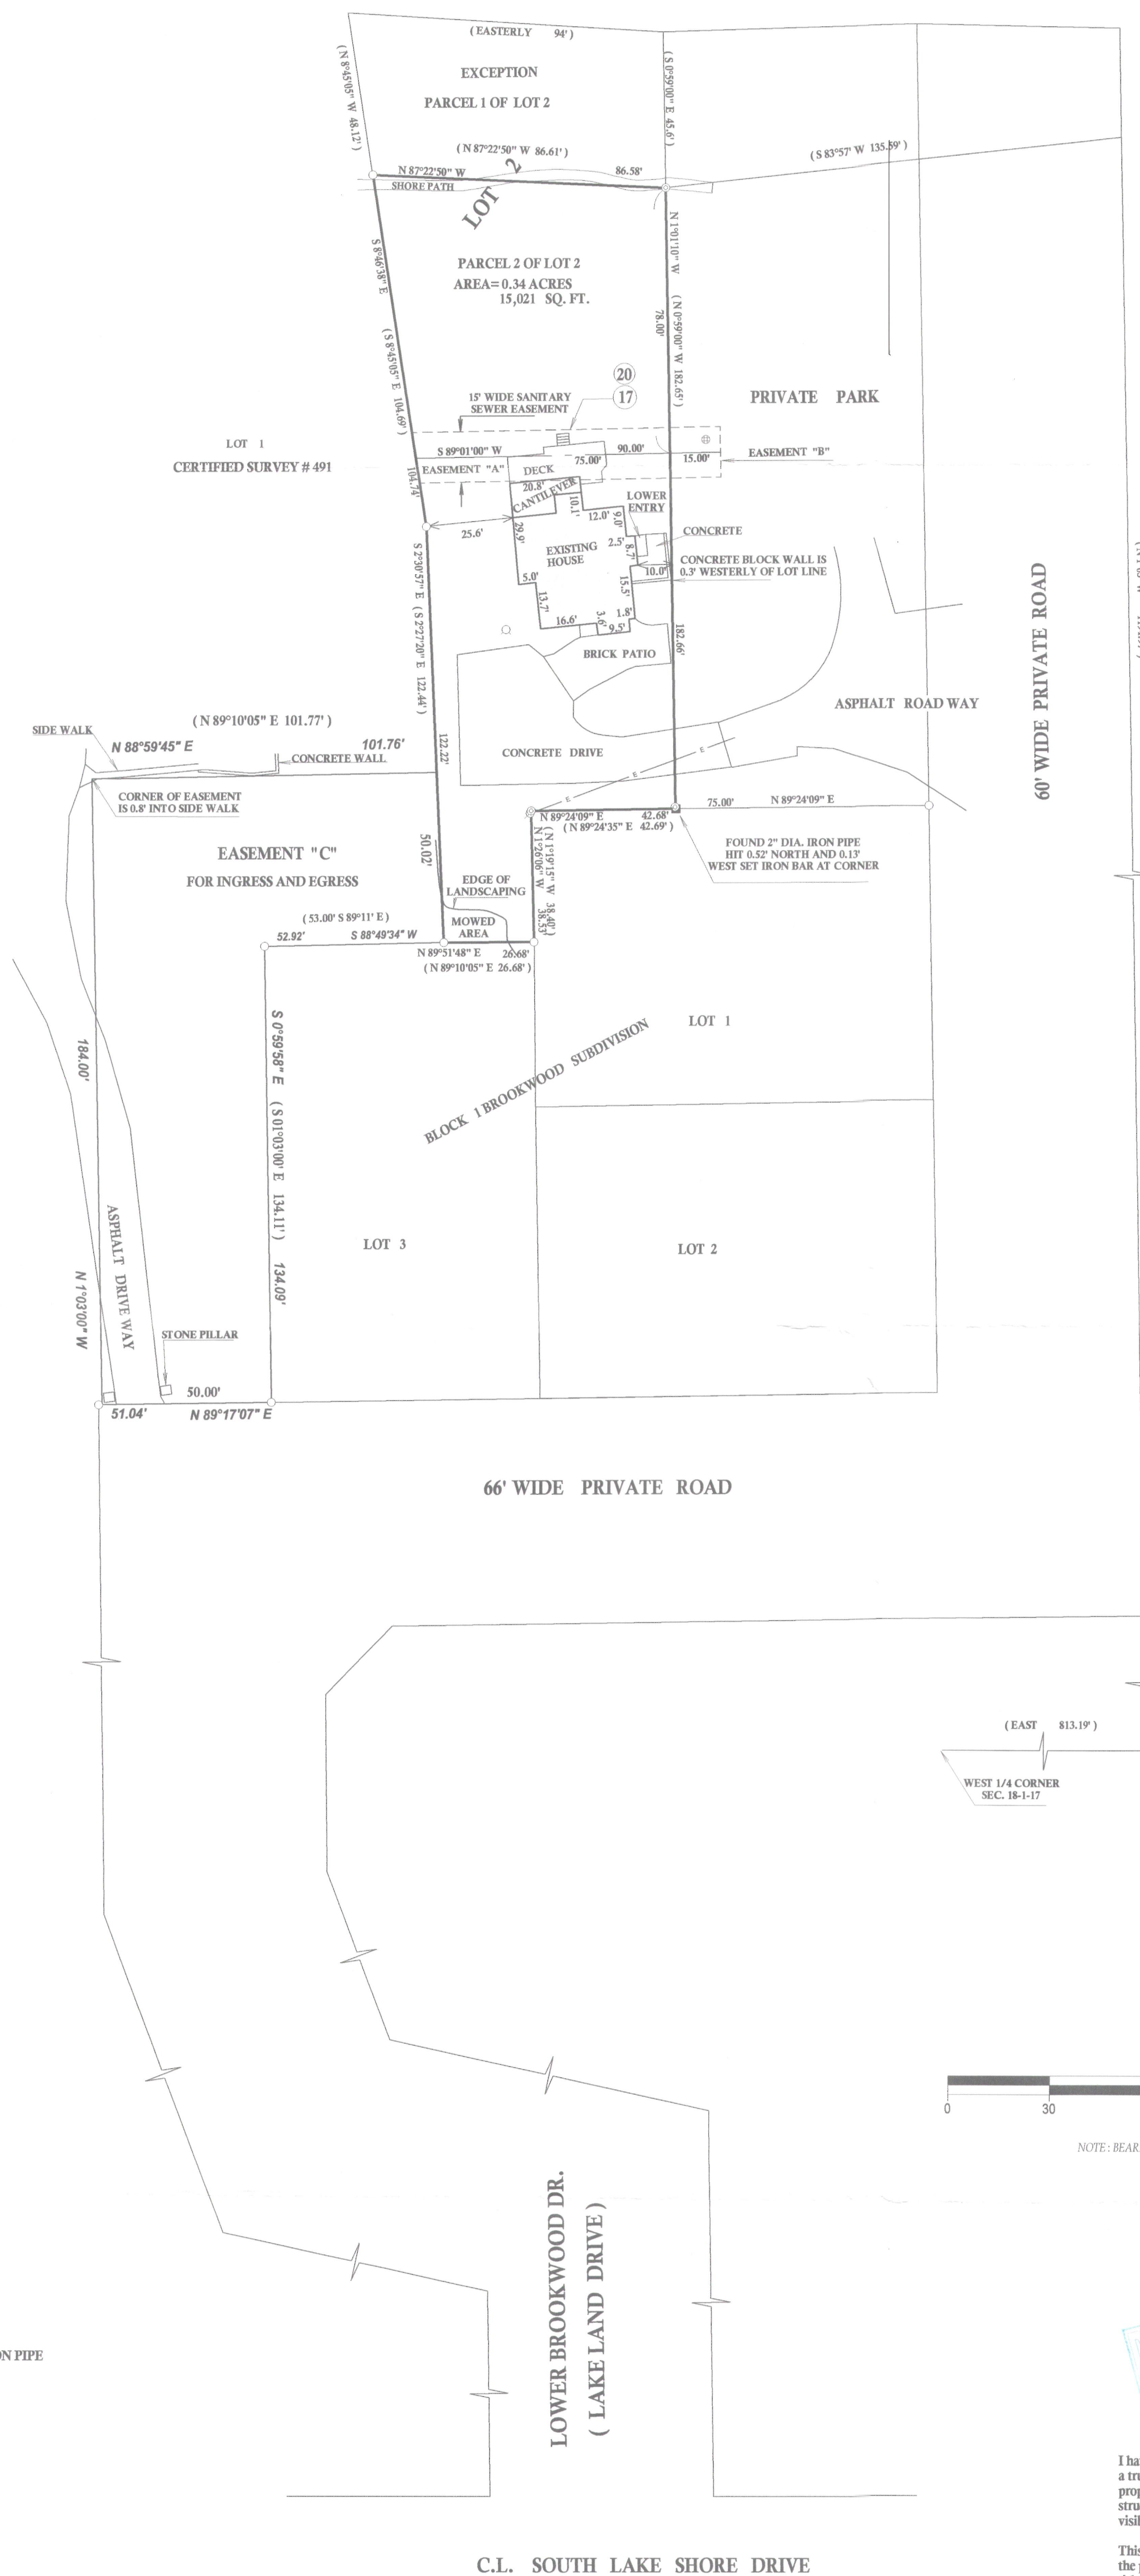 ( EASTERLY 94' )
EXCEPTION
PARCEL 1 OF LOT 2
( N 8°45'05" W 48.12' )
( S 0°59'00" E 45.6' )
( N 87°22'50" W 86.61' )
( S 83°57' W 135.59' )
N 87°22'50" W 86.58'
SHORE PATH
LOT 2
N 1°01'10" W ( N 0°59'00" W 182.65' )
S 8°46'38" E ( S 8°45'05" E 104.69' )
PARCEL 2 OF LOT 2
AREA= 0.34 ACRES
15,021 SQ. FT.
78.00'
20
17
15' WIDE SANITARY
SEWER EASEMENT
PRIVATE PARK
LOT 1
CERTIFIED SURVEY # 491
S 89°01'00" W
90.00'
EASEMENT "B"
75.00'
15.00'
EASEMENT "A"
DECK
104.74'
20.8'
CANTILEVER
10.1'
LOWER
ENTRY
12.0'
9.0'
25.6'
29.9'
CONCRETE
2.5'
8.7'
EXISTING
HOUSE
CONCRETE BLOCK WALL IS
0.3' WESTERLY OF LOT LINE
10.0'
5.0'
15.5'
13.7'
16.6'
3.6'
1.8'
9.5'
182.66'
S 2°30'57" E ( S 2°27'20" E 122.44' )
BRICK PATIO
60' WIDE PRIVATE ROAD
ASPHALT ROAD WAY
( N 89°10'05" E 101.77' )
SIDE WALK
N 88°59'45" E
101.76'
CONCRETE WALL
122.22'
CONCRETE DRIVE
E
E
E
CORNER OF EASEMENT
IS 0.8' INTO SIDE WALK
N 89°24'09" E 42.68'
75.00' N 89°24'09" E
( N 89°24'35" E 42.69' )
FOUND 2" DIA. IRON PIPE
HIT 0.52' NORTH AND 0.13'
WEST SET IRON BAR AT CORNER
EASEMENT "C"
FOR INGRESS AND EGRESS
50.02'
( N 1°19'15" W 38.40' )
N 1°26'06" W 38.53'
EDGE OF
LANDSCAPING
MOWED
AREA
( 53.00' S 89°11' E )
52.92' S 88°49'34" W
N 89°51'48" E 26.68'
( N 89°10'05" E 26.68' )
LOT 1
S 0°59'58" E ( S 01°03'00' E 134.11' ) 134.09'
184.00'
BLOCK 1 BROOKWOOD SUBDIVISION
ASPHALT DRIVE WAY
LOT 3
LOT 2
N 1°03'00" W
STONE PILLAR
50.00'
51.04'
N 89°17'07" E
66' WIDE PRIVATE ROAD
( EAST 813.19' )
WEST 1/4 CORNER
SEC. 18-1-17
0 30
NOTE : BEAR
LOWER BROOKWOOD DR.
( LAKE LAND DRIVE )
ON PIPE
I ha
a tru
prop
stru
visil
This
the
C.L. SOUTH LAKE SHORE DRIVE